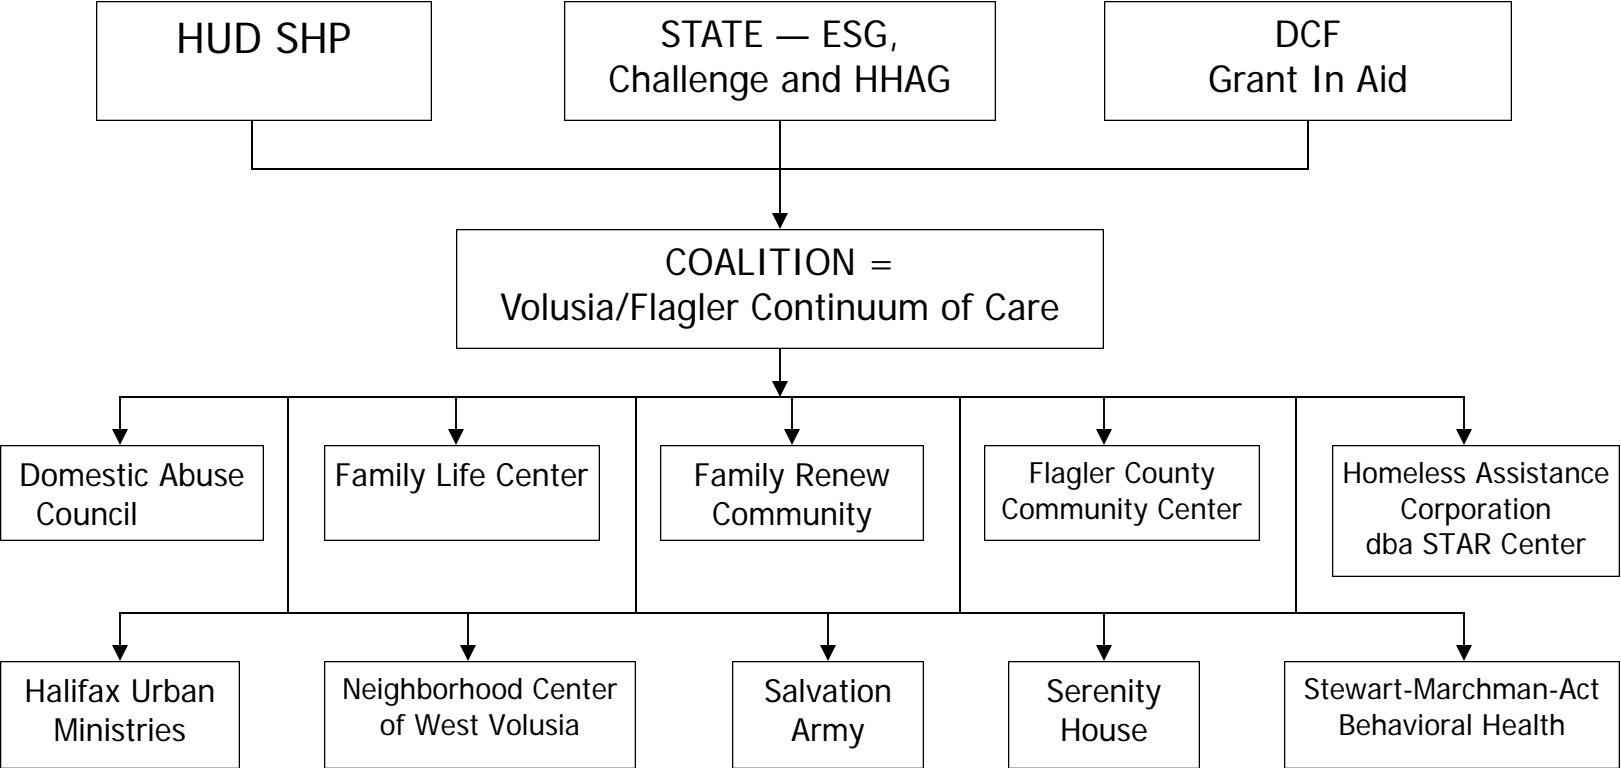 HUD SHP
STATE — ESG,
Challenge and HHAG
DCF
Grant In Aid
COALITION =
Volusia/Flagler Continuum of Care
Domestic Abuse
Council
Family Life Center
Family Renew
Community
Flagler County
Community Center
Homeless Assistance
Corporation
dba STAR Center
Halifax Urban
Ministries
Neighborhood Center
of West Volusia
Salvation
Army
Serenity
House
Stewart-Marchman-Act
Behavioral Health